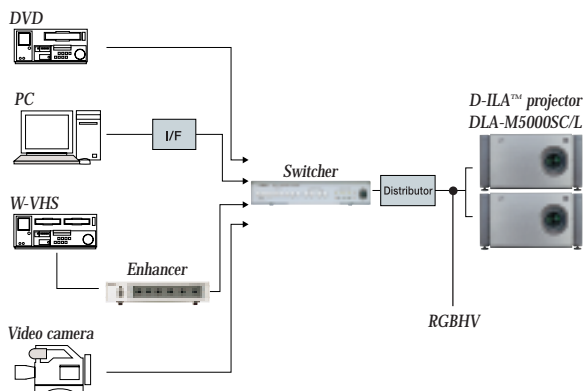 DVD
PC
I/F
W-VHS
Enhancer
Video camera
Switcher
Distributor
D-ILA™ projector
DLA-M5000SC/L
RGBHV